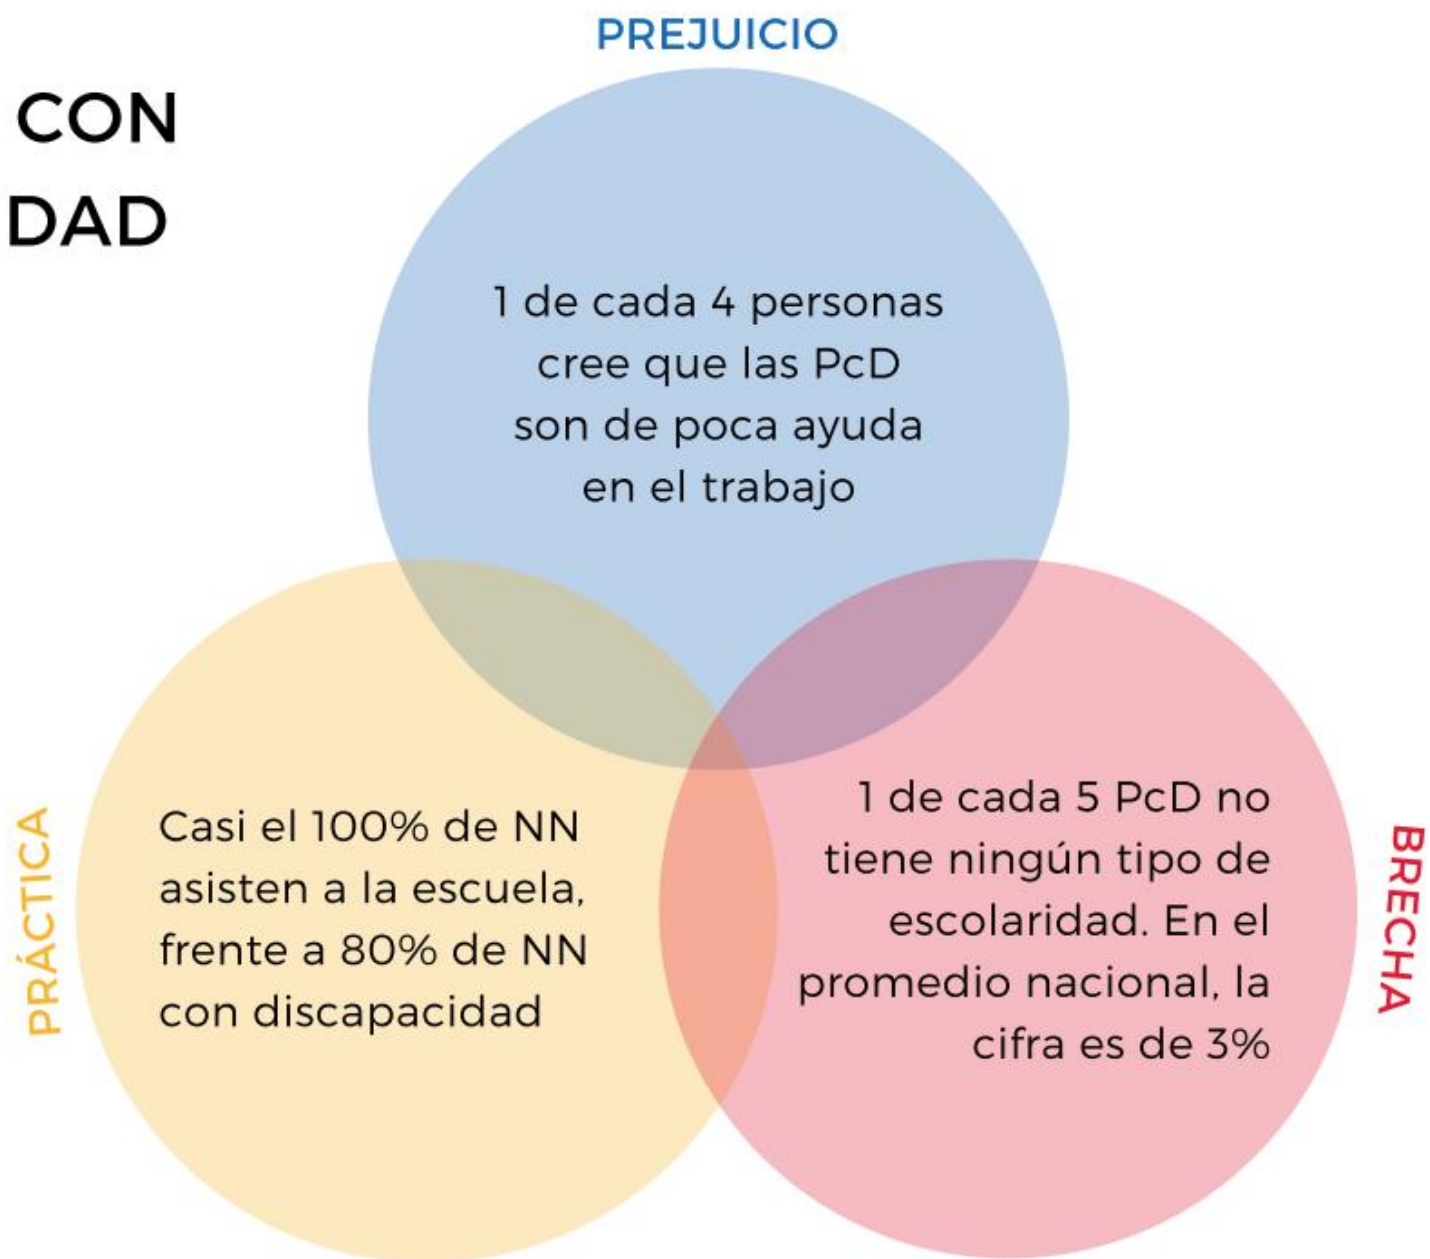 PREJUICIO
CON
DAD
1 de cada 4 personas
cree que las PcD
son de poca ayuda
en el trabajo
PRÁCTICA
Casi el 100% de NN
asisten a la escuela,
frente a 80% de NN
con discapacidad
1 de cada 5 PcD no
tiene ningún tipo de
escolaridad. En el
promedio nacional, la
cifra es de 3%
BRECHA